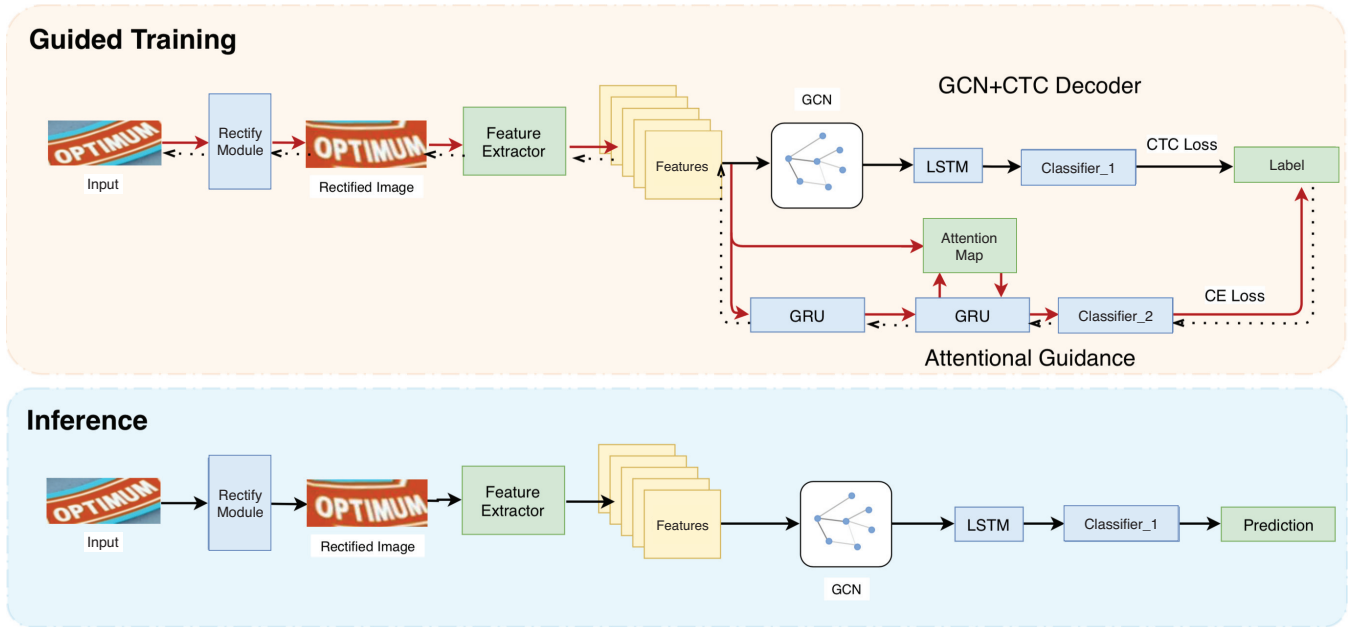 Guided Training
GCN+CTC Decoder
GCN
OPTIMUM
Rectify
Module
OPTIMUM
Feature
Extractor
Features
LSTM
Classifier_1
CTC Loss
Label
Input
Rectified Image
Attention
Map
GRU
GRU
Classifier_2
CE Loss
Attentional Guidance
Inference
OPTIMUM
Rectify
Module
OPTIMUM
Feature
Extractor
Features
LSTM
Classifier_1
Prediction
Input
Rectified Image
GCN